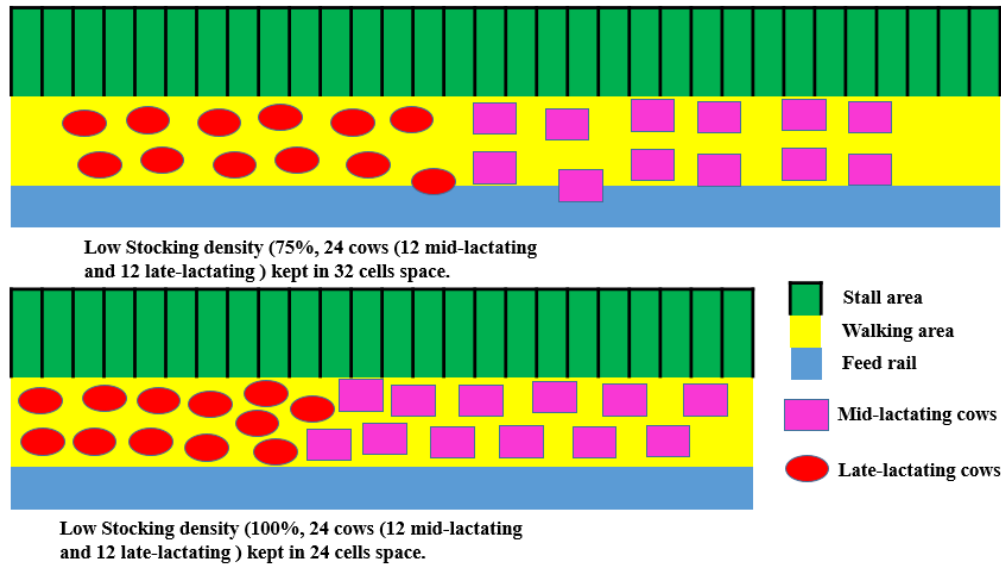 Low Stocking density (75%, 24 cows (12 mid-lactating
and 12 late-lactating ) kept in 32 cells space.
Stall area
Walking area
Feed rail
Mid-lactating cows
Late-lactating cows
Low Stocking density (100%, 24 cows (12 mid-lactating
and 12 late-lactating ) kept in 24 cells space.